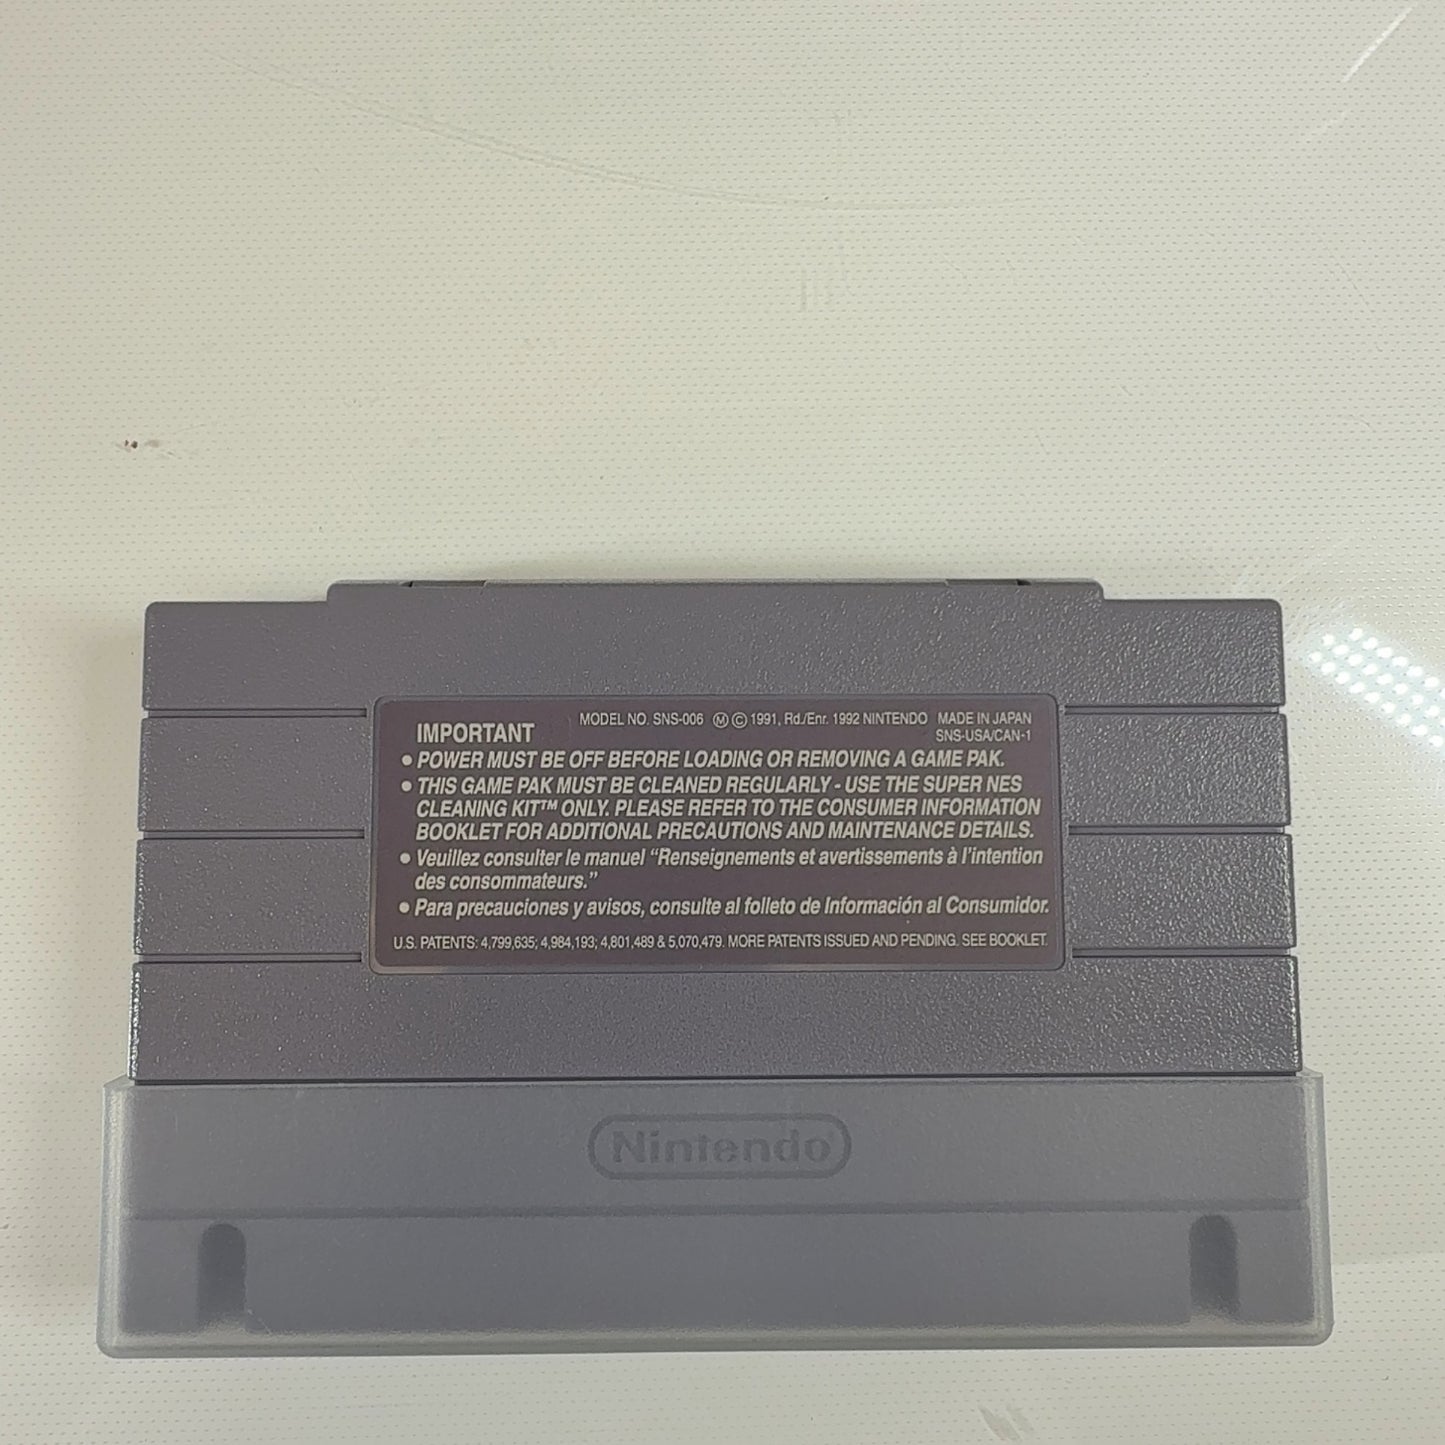 IMPORTANT MODEL NO. SNS-006 Ⓜ © 1991, Rd./Enr. 1992 NINTENDO MADE IN JAPAN
SNS-USA/CAN-1
• POWER MUST BE OFF BEFORE LOADING OR REMOVING A GAME PAK.
• THIS GAME PAK MUST BE CLEANED REGULARLY - USE THE SUPER NES
CLEANING KIT™ ONLY. PLEASE REFER TO THE CONSUMER INFORMATION
BOOKLET FOR ADDITIONAL PRECAUTIONS AND MAINTENANCE DETAILS.
• Veuillez consulter le manuel “Renseignements et avertissements à l’intention
des consommateurs.”
• Para precauciones y avisos, consulte al folleto de Información al Consumidor.
U.S. PATENTS: 4,799,635; 4,984,193; 4,801,489 & 5,070,479. MORE PATENTS ISSUED AND PENDING. SEE BOOKLET.
Nintendo